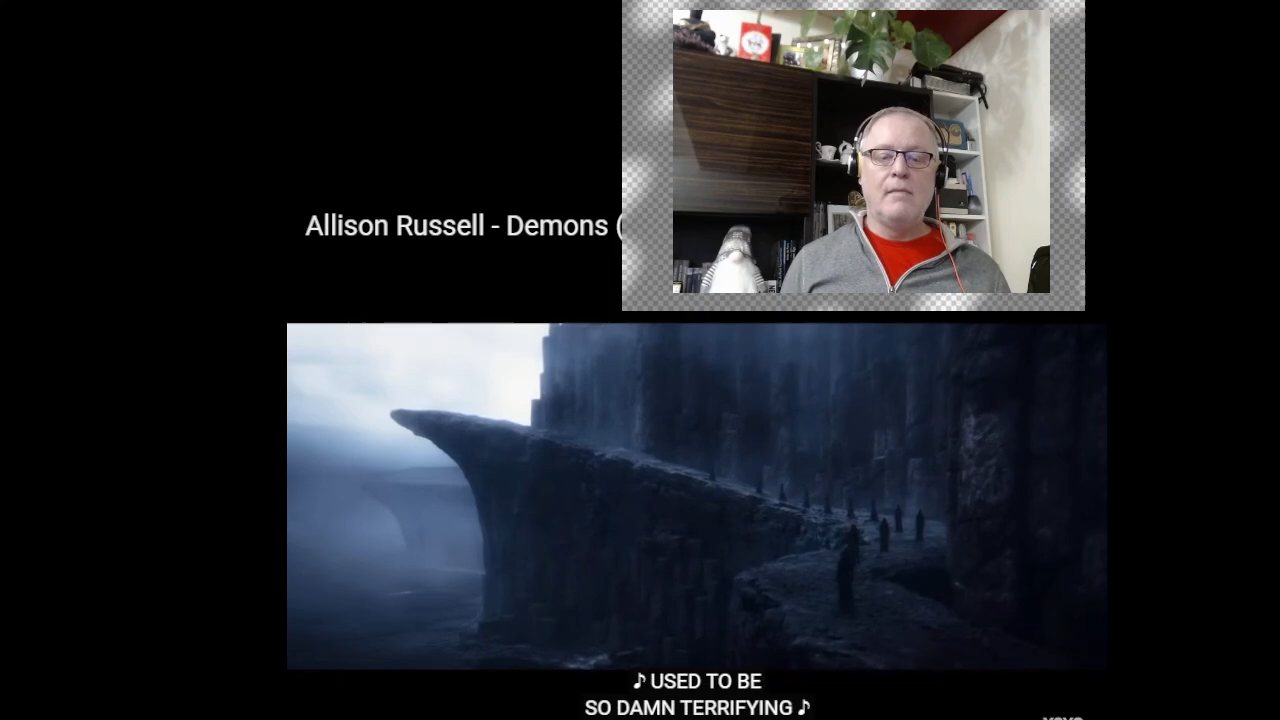 Allison Russell - Demons (
♪ USED TO BE
SO DAMN TERRIFYING ♪